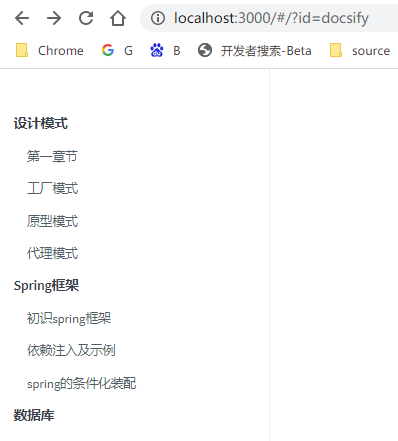 localhost:3000/#/?id=docsify
Chrome G B 开发者搜索-Beta source
设计模式
第一章节
工厂模式
原型模式
代理模式
Spring框架
初识spring框架
依赖注入及示例
spring的条件化装配
数据库